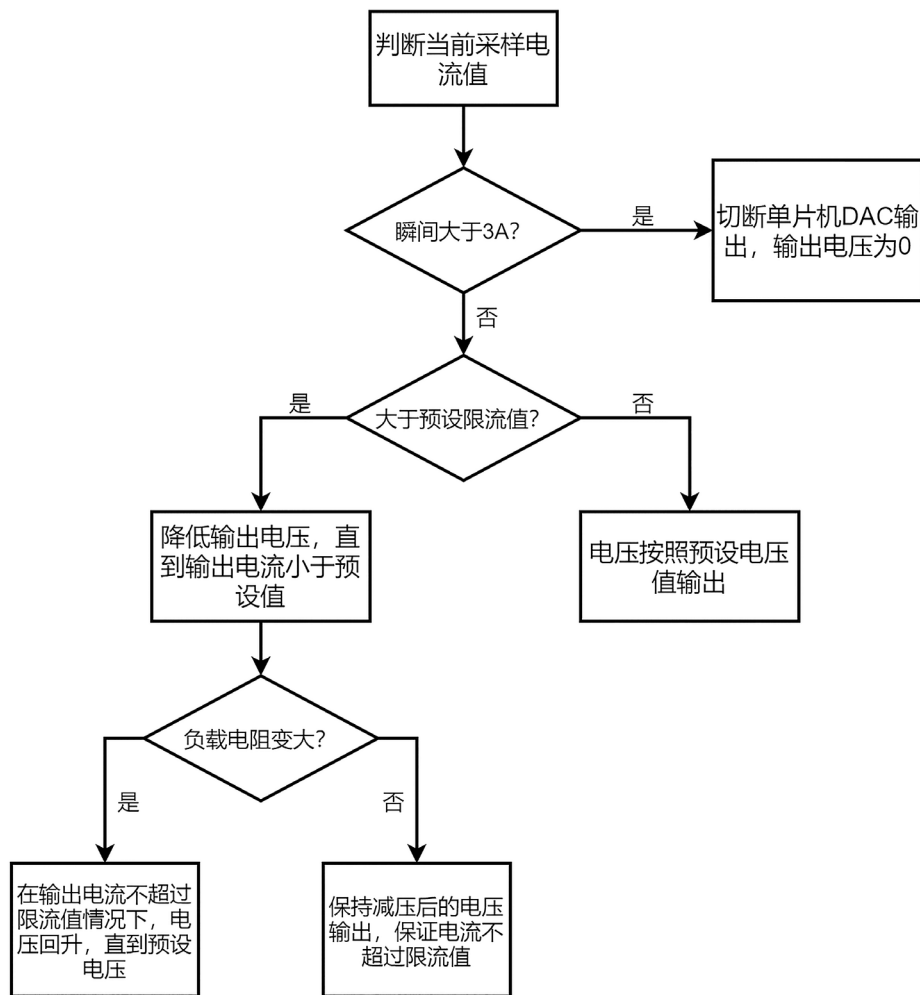 判断当前采样电
流值
瞬间大于3A?
是
切断单片机DAC输
出，输出电压为0
否
大于预设限流值?
是
否
降低输出电压，直
到输出电流小于预
设值
电压按照预设电压
值输出
负载电阻变大?
是
否
在输出电流不超过
限流值情况下，电
压回升，直到预设
电压
保持减压后的电压
输出，保证电流不
超过限流值